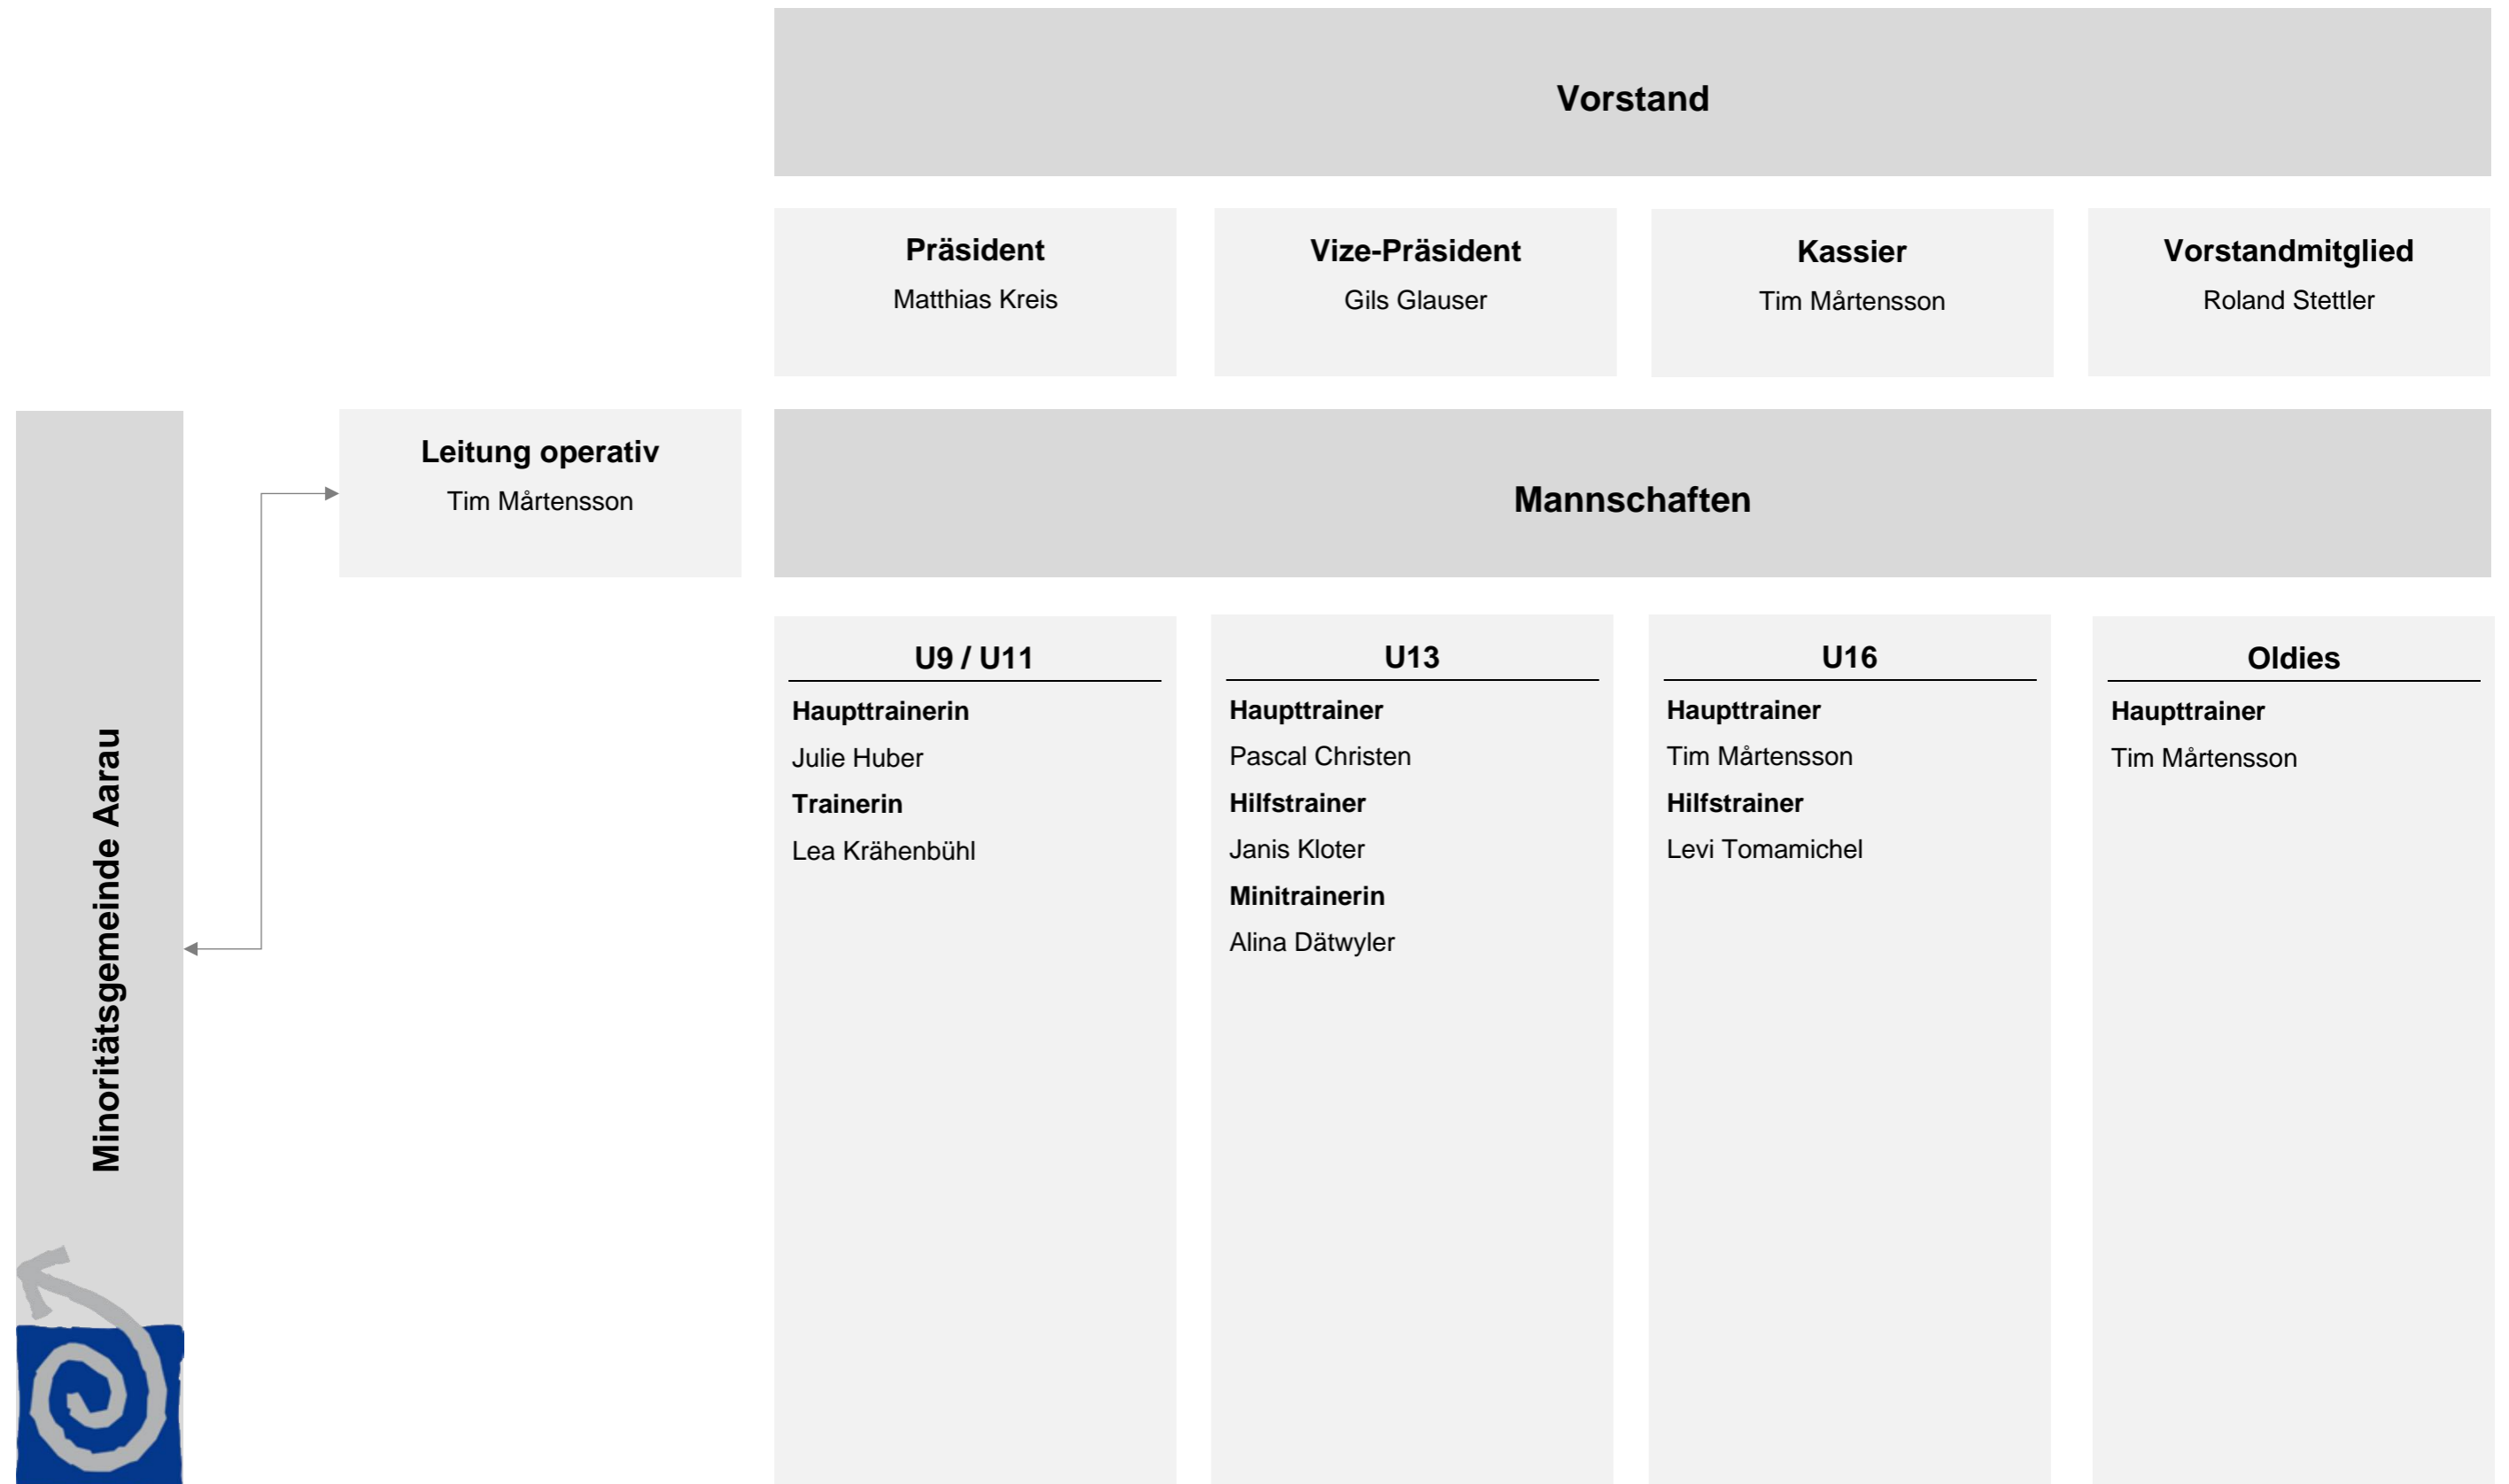 Vorstand
Präsident
Matthias Kreis
Vize-Präsident
Gils Glauser
Kassier
Tim Mårtensson
Vorstandmitglied
Roland Stettler
Minoritätsgemeinde Aarau
Leitung operativ
Tim Mårtensson
Mannschaften
U9 / U11
Haupttrainerin
Julie Huber
Trainerin
Lea Krähenbühl
U13
Haupttrainer
Pascal Christen
Hilfstrainer
Janis Kloter
Minitrainerin
Alina Dätwyler
U16
Haupttrainer
Tim Mårtensson
Hilfstrainer
Levi Tomamichel
Oldies
Haupttrainer
Tim Mårtensson